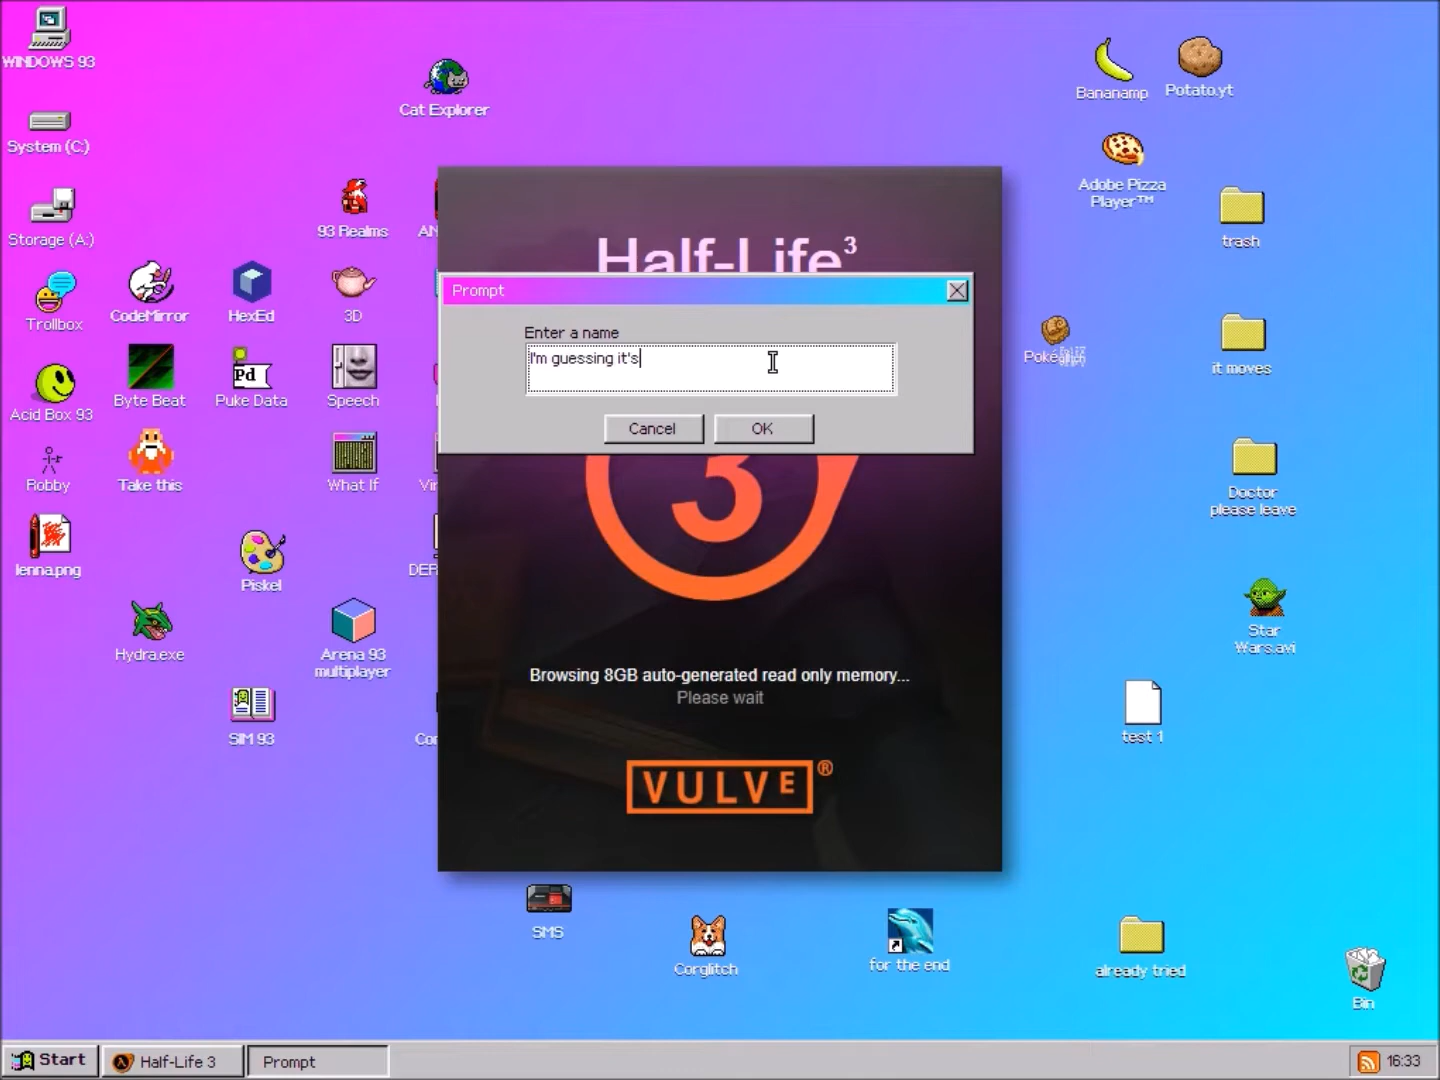 WINDOWS 93
Cat Explorer
Bananamp
Potato.yt
System (C:)
Adobe Pizza
Player™
Storage (A:)
93 Realms
AN
trash
Half-Life³
Prompt
Enter a name
I'm guessing it's
Cancel
OK
Trollbox
CodeMirror
HexEd
3D
it moves
Acid Box 93
Byte Beat
Pd
Puke Data
Speech
Robby
Take this
What If
Doctor
please leave
3
lenna.png
Piskel
DEF
Hydra.exe
Arena 93
multiplayer
Star
Wars.avi
Browsing 8GB auto-generated read only memory...
Please wait
SIM 93
Cor
test 1
VULVE®
SMS
Corglitch
for the end
already tried
Bin
Start
Half-Life 3
Prompt
16:33